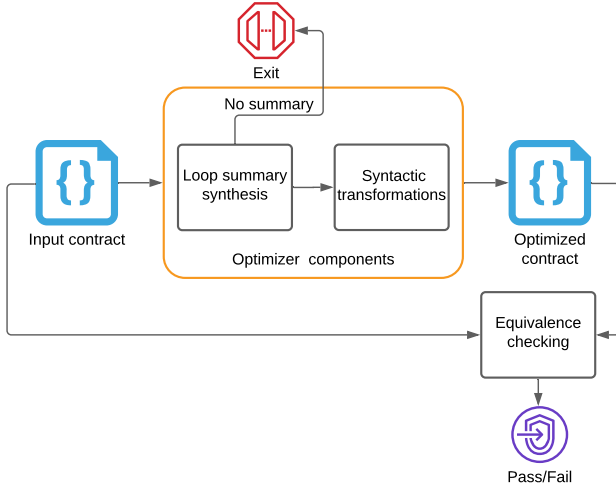 Exit
No summary
Loop summary
synthesis
Syntactic
transformations
Input contract
Optimizer components
Optimized
contract
Equivalence
checking
Pass/Fail